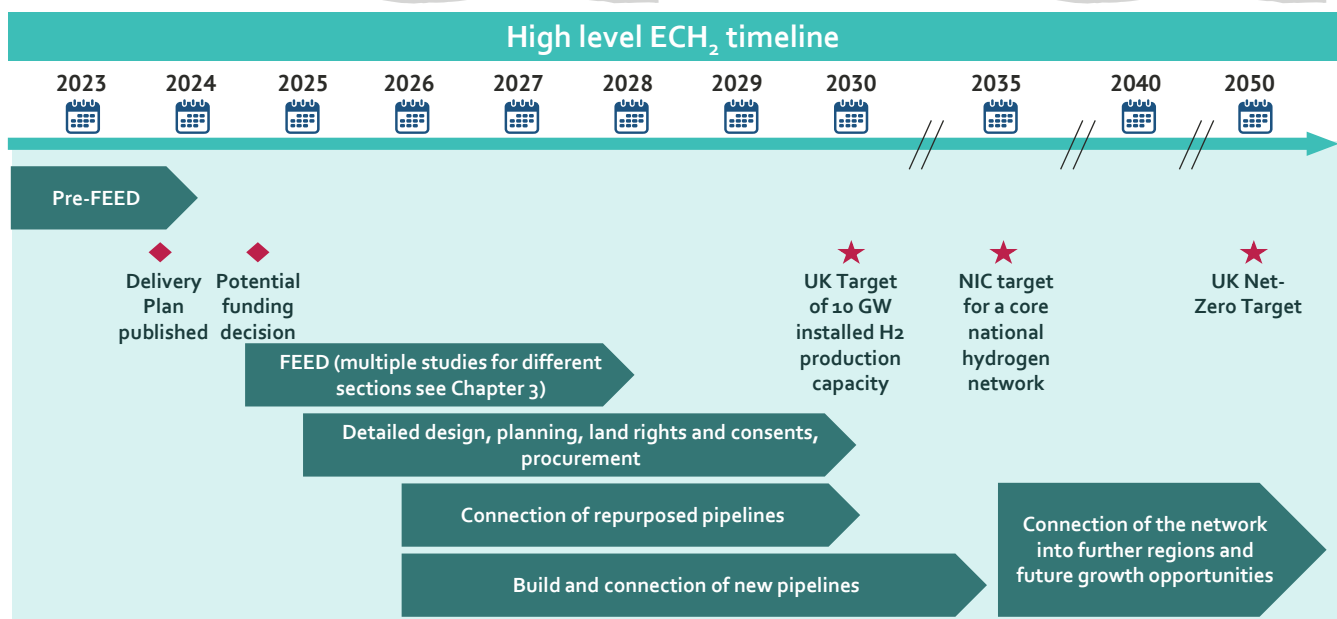 High level ECH₂ timeline
2023 2024 2025 2026 2027 2028 2029 2030 2035 2040 2050
Pre-FEED
Delivery
Plan
published
Potential
funding
decision
UK Target
of 10 GW
installed H2
production
capacity
NIC target
for a core
national
hydrogen
network
UK Net-
Zero Target
FEED (multiple studies for different
sections see Chapter 3)
Detailed design, planning, land rights and consents,
procurement
Connection of repurposed pipelines
Build and connection of new pipelines
Connection of the network
into further regions and
future growth opportunities